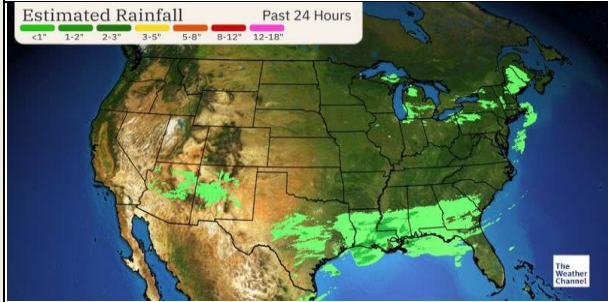 Estimated Rainfall
Past 24 Hours
<1" 1-2" 2-3" 3-5" 5-8" 8-12" 12-18"
The
Weather
Channel